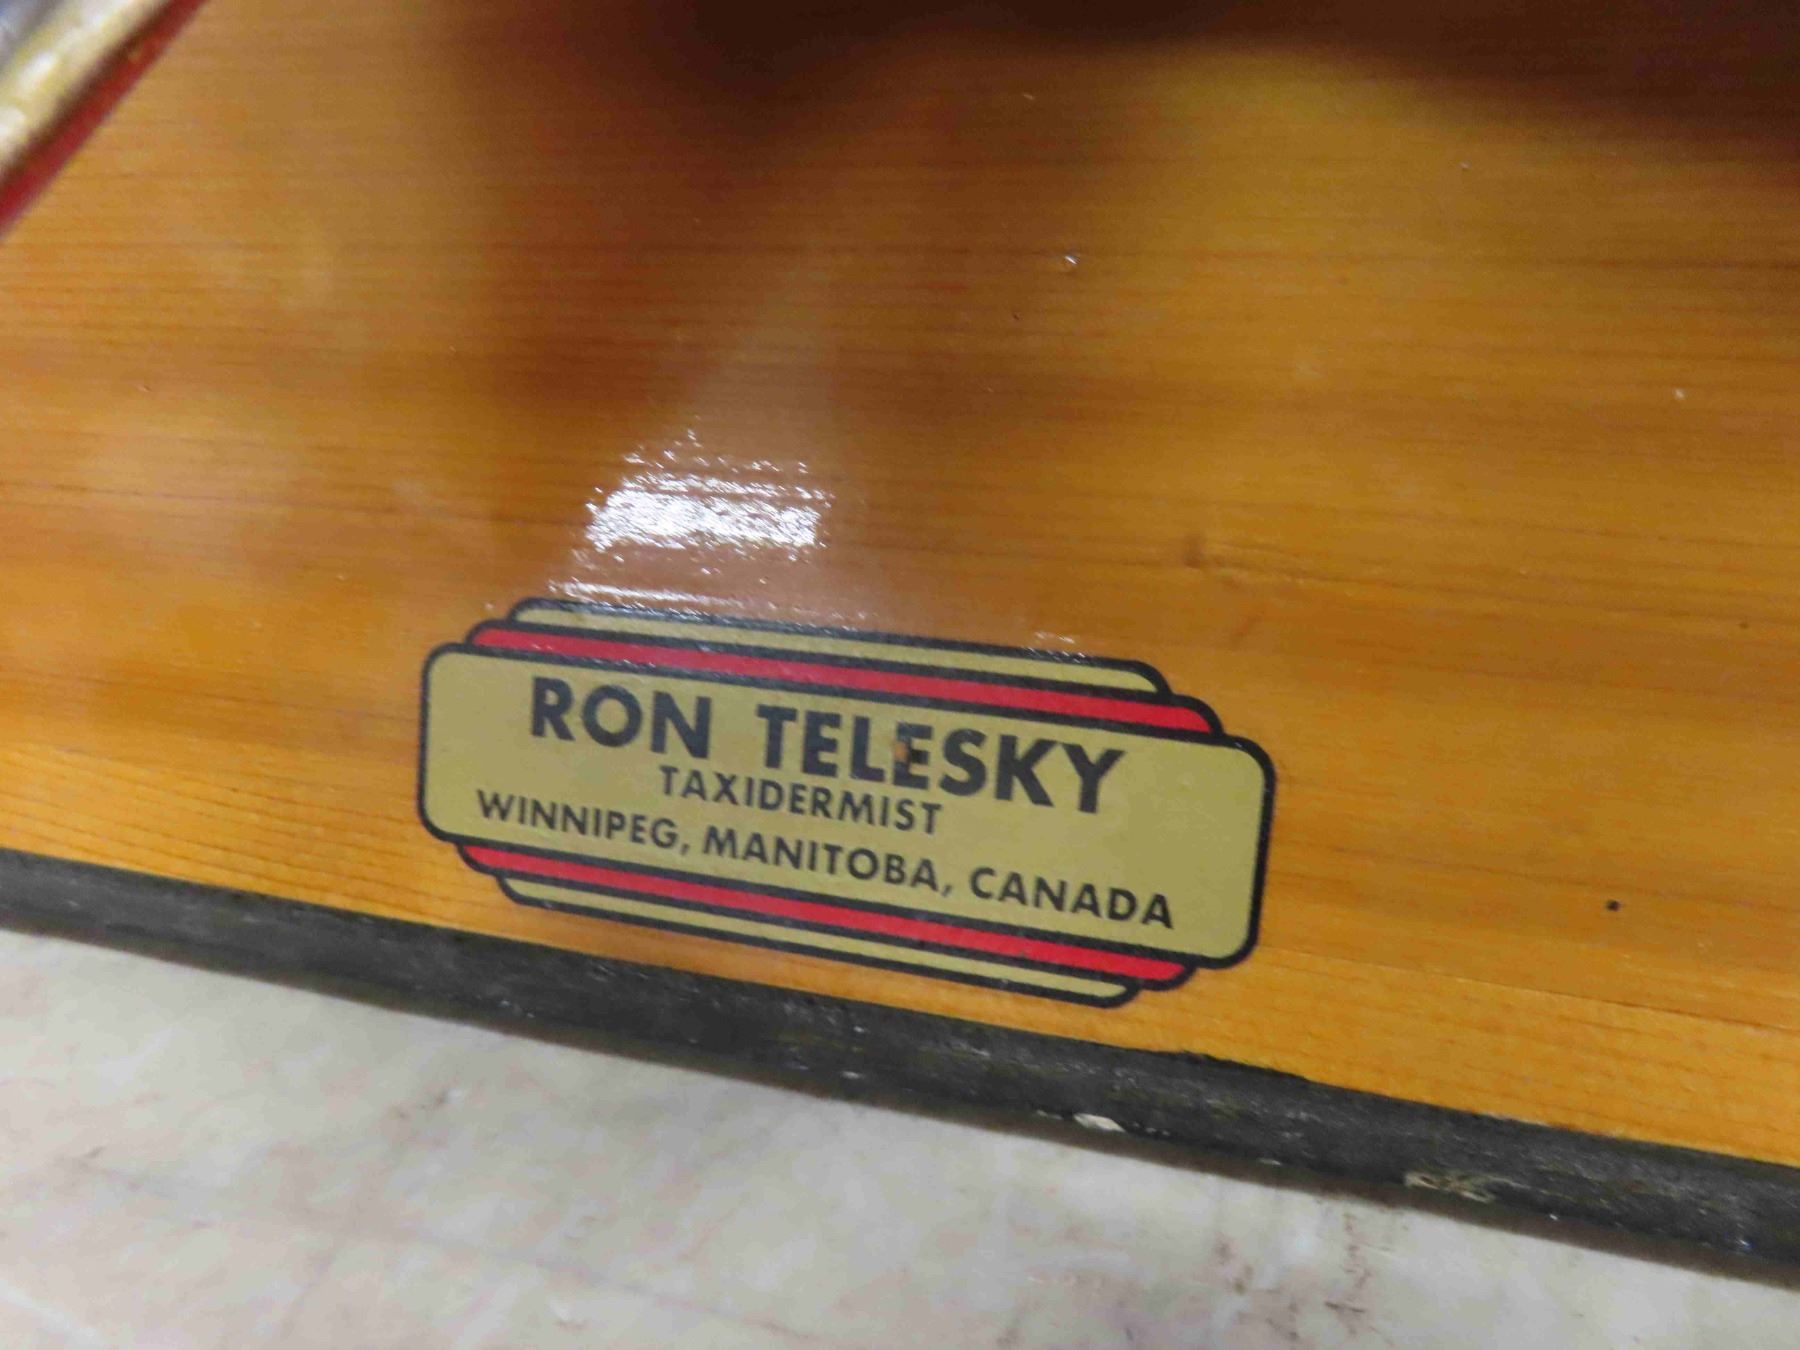 RON TELESKY
TAXIDERMIST
WINNIPEG, MANITOBA, CANADA